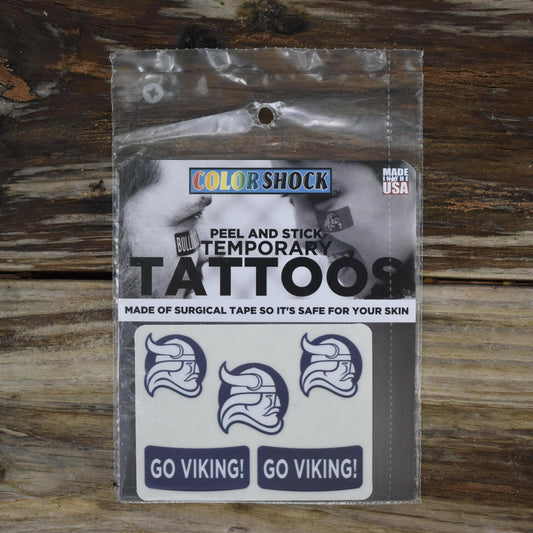 COLOR SHOCK
MADE
IN THE
USA
PEEL AND STICK
BULL
TEMPORARY
TATTOOS
MADE OF SURGICAL TAPE SO IT'S SAFE FOR YOUR SKIN
GO VIKING! GO VIKING!